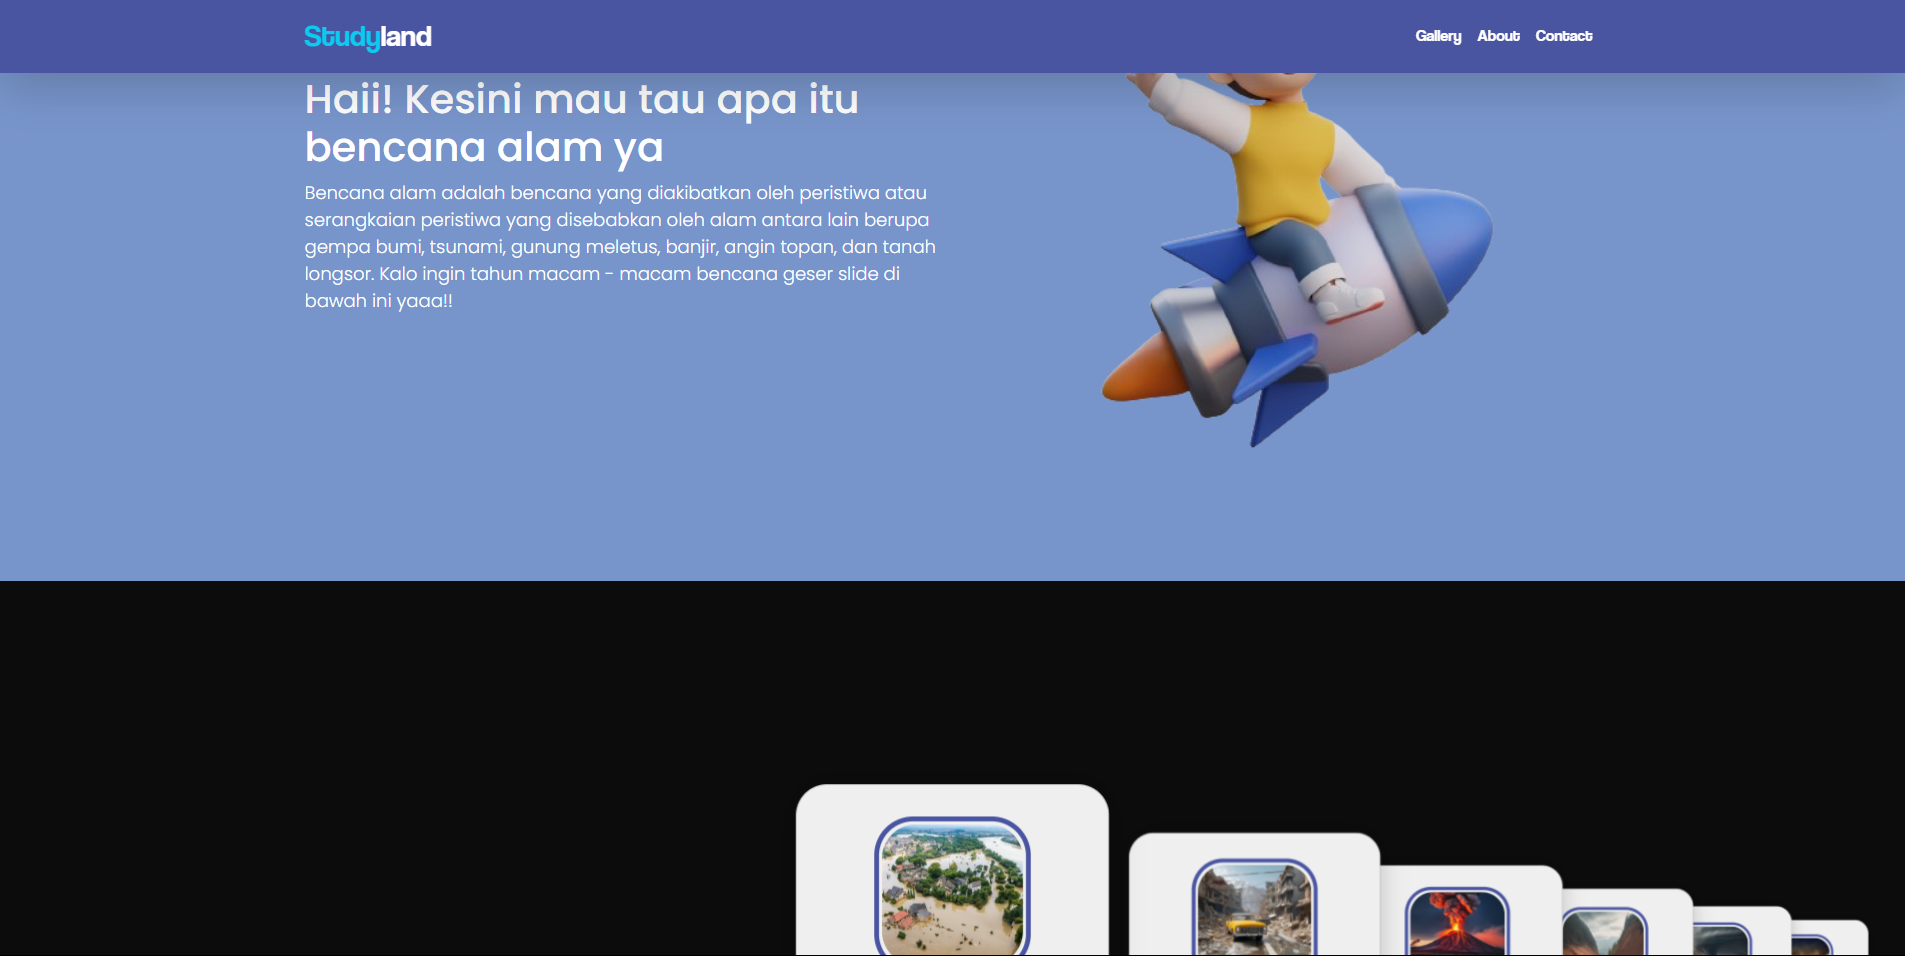 Studyland
Gallery About Contact
Haii! Kesini mau tau apa itu
bencana alam ya
Bencana alam adalah bencana yang diakibatkan oleh peristiwa atau
serangkaian peristiwa yang disebabkan oleh alam antara lain berupa
gempa bumi, tsunami, gunung meletus, banjir, angin topan, dan tanah
longsor. Kalo ingin tahun macam - macam bencana geser slide di
bawah ini yaaa!!